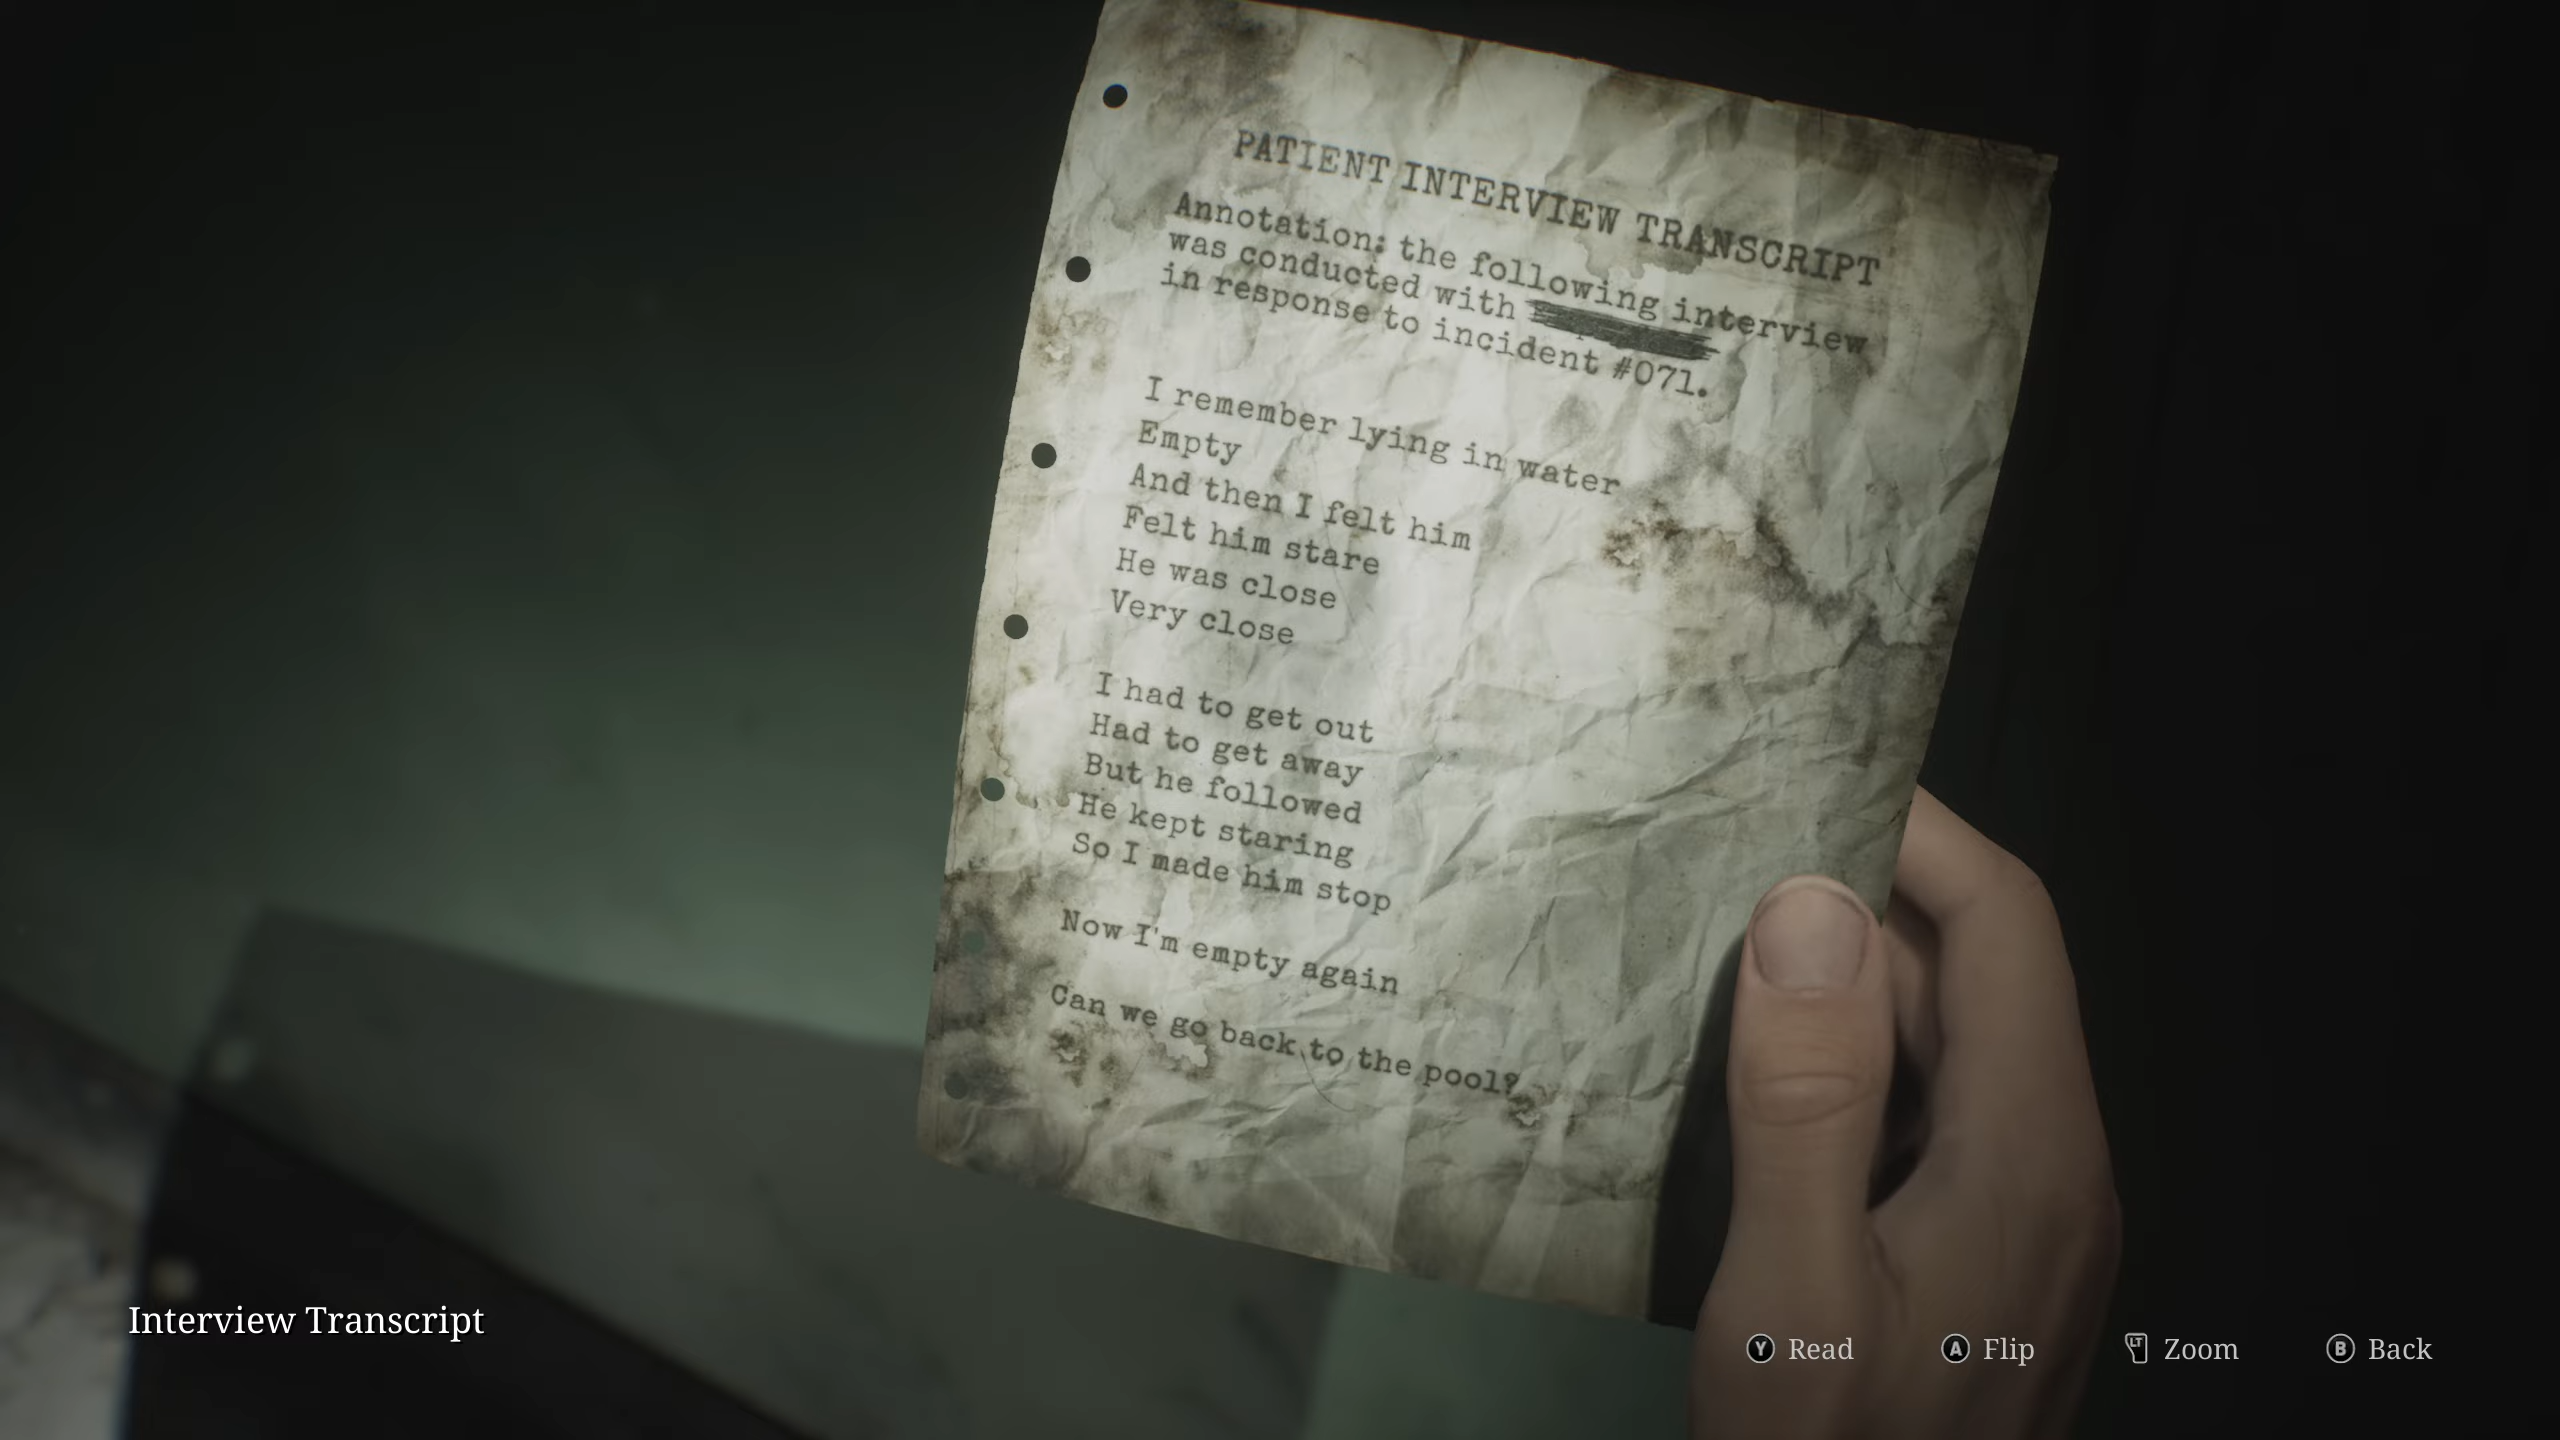 PATIENT INTERVIEW TRANSCRIPT
Annotation: the following interview
was conducted with
in response to incident #071.
I remember lying in water
Empty
And then I felt him
Felt him stare
He was close
Very close
I had to get out
Had to get away
But he followed
He kept staring
So I made him stop
Now I'm empty again
Can we go back to the pool?
Interview Transcript
Y Read
A Flip
LT Zoom
B Back